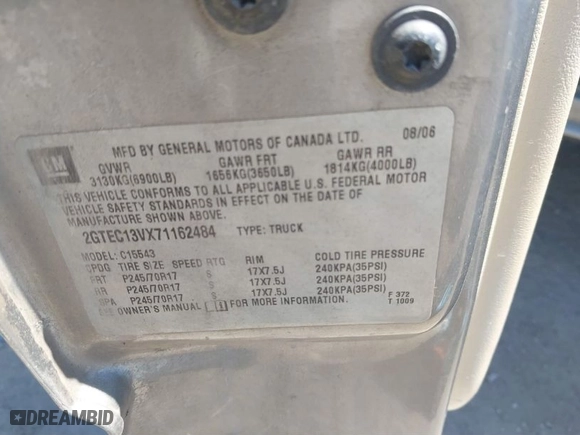 GM
MFD BY GENERAL MOTORS OF CANADA LTD. 08/06
GVWR GAWR FRT GAWR RR
3130KG(6900LB) 1656KG(3650LB) 1814KG(4000LB)
THIS VEHICLE CONFORMS TO ALL APPLICABLE U.S. FEDERAL MOTOR
VEHICLE SAFETY STANDARDS IN EFFECT ON THE DATE OF
MANUFACTURE SHOWN ABOVE.
2GTEC13VX71162484 TYPE: TRUCK
MODEL: C15543
SPDG TIRE SIZE SPEED RTG RIM COLD TIRE PRESSURE
FRT P245/70R17 S 17X7.5J 240KPA(35PSI)
RR P245/70R17 S 17X7.5J 240KPA(35PSI)
SPA P245/70R17 S 17X7.5J 240KPA(35PSI)
SEE OWNER'S MANUAL FOR MORE INFORMATION.
F 372
T 1009
DREAMBID